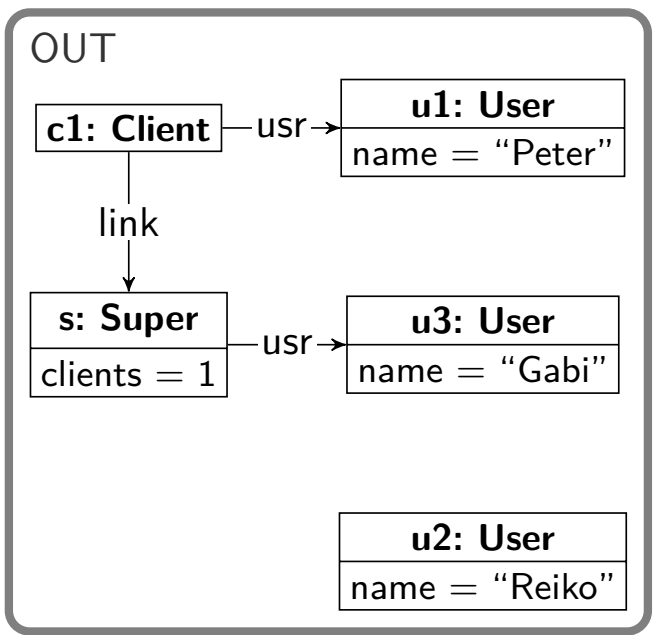 OUT
c1: Client
usr
u1: User
name = “Peter”
link
s: Super
clients = 1
usr
u3: User
name = “Gabi”
u2: User
name = “Reiko”